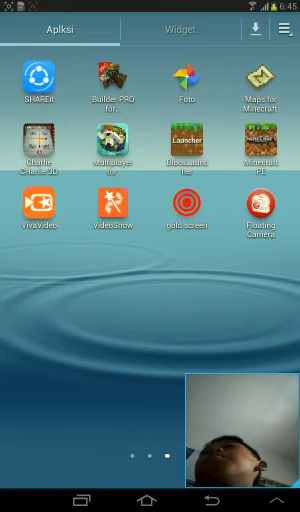 6:45
Aplksi
Widget
SHAREit
Builder PRO
for...
Foto
Maps for
Minecraft
Charlie
CHarlie 3D
Multiplayer
for
Blocklaunc
her
Minecraft
PE
VivaVideo
VideoShow
gold screen
Floating
Camera